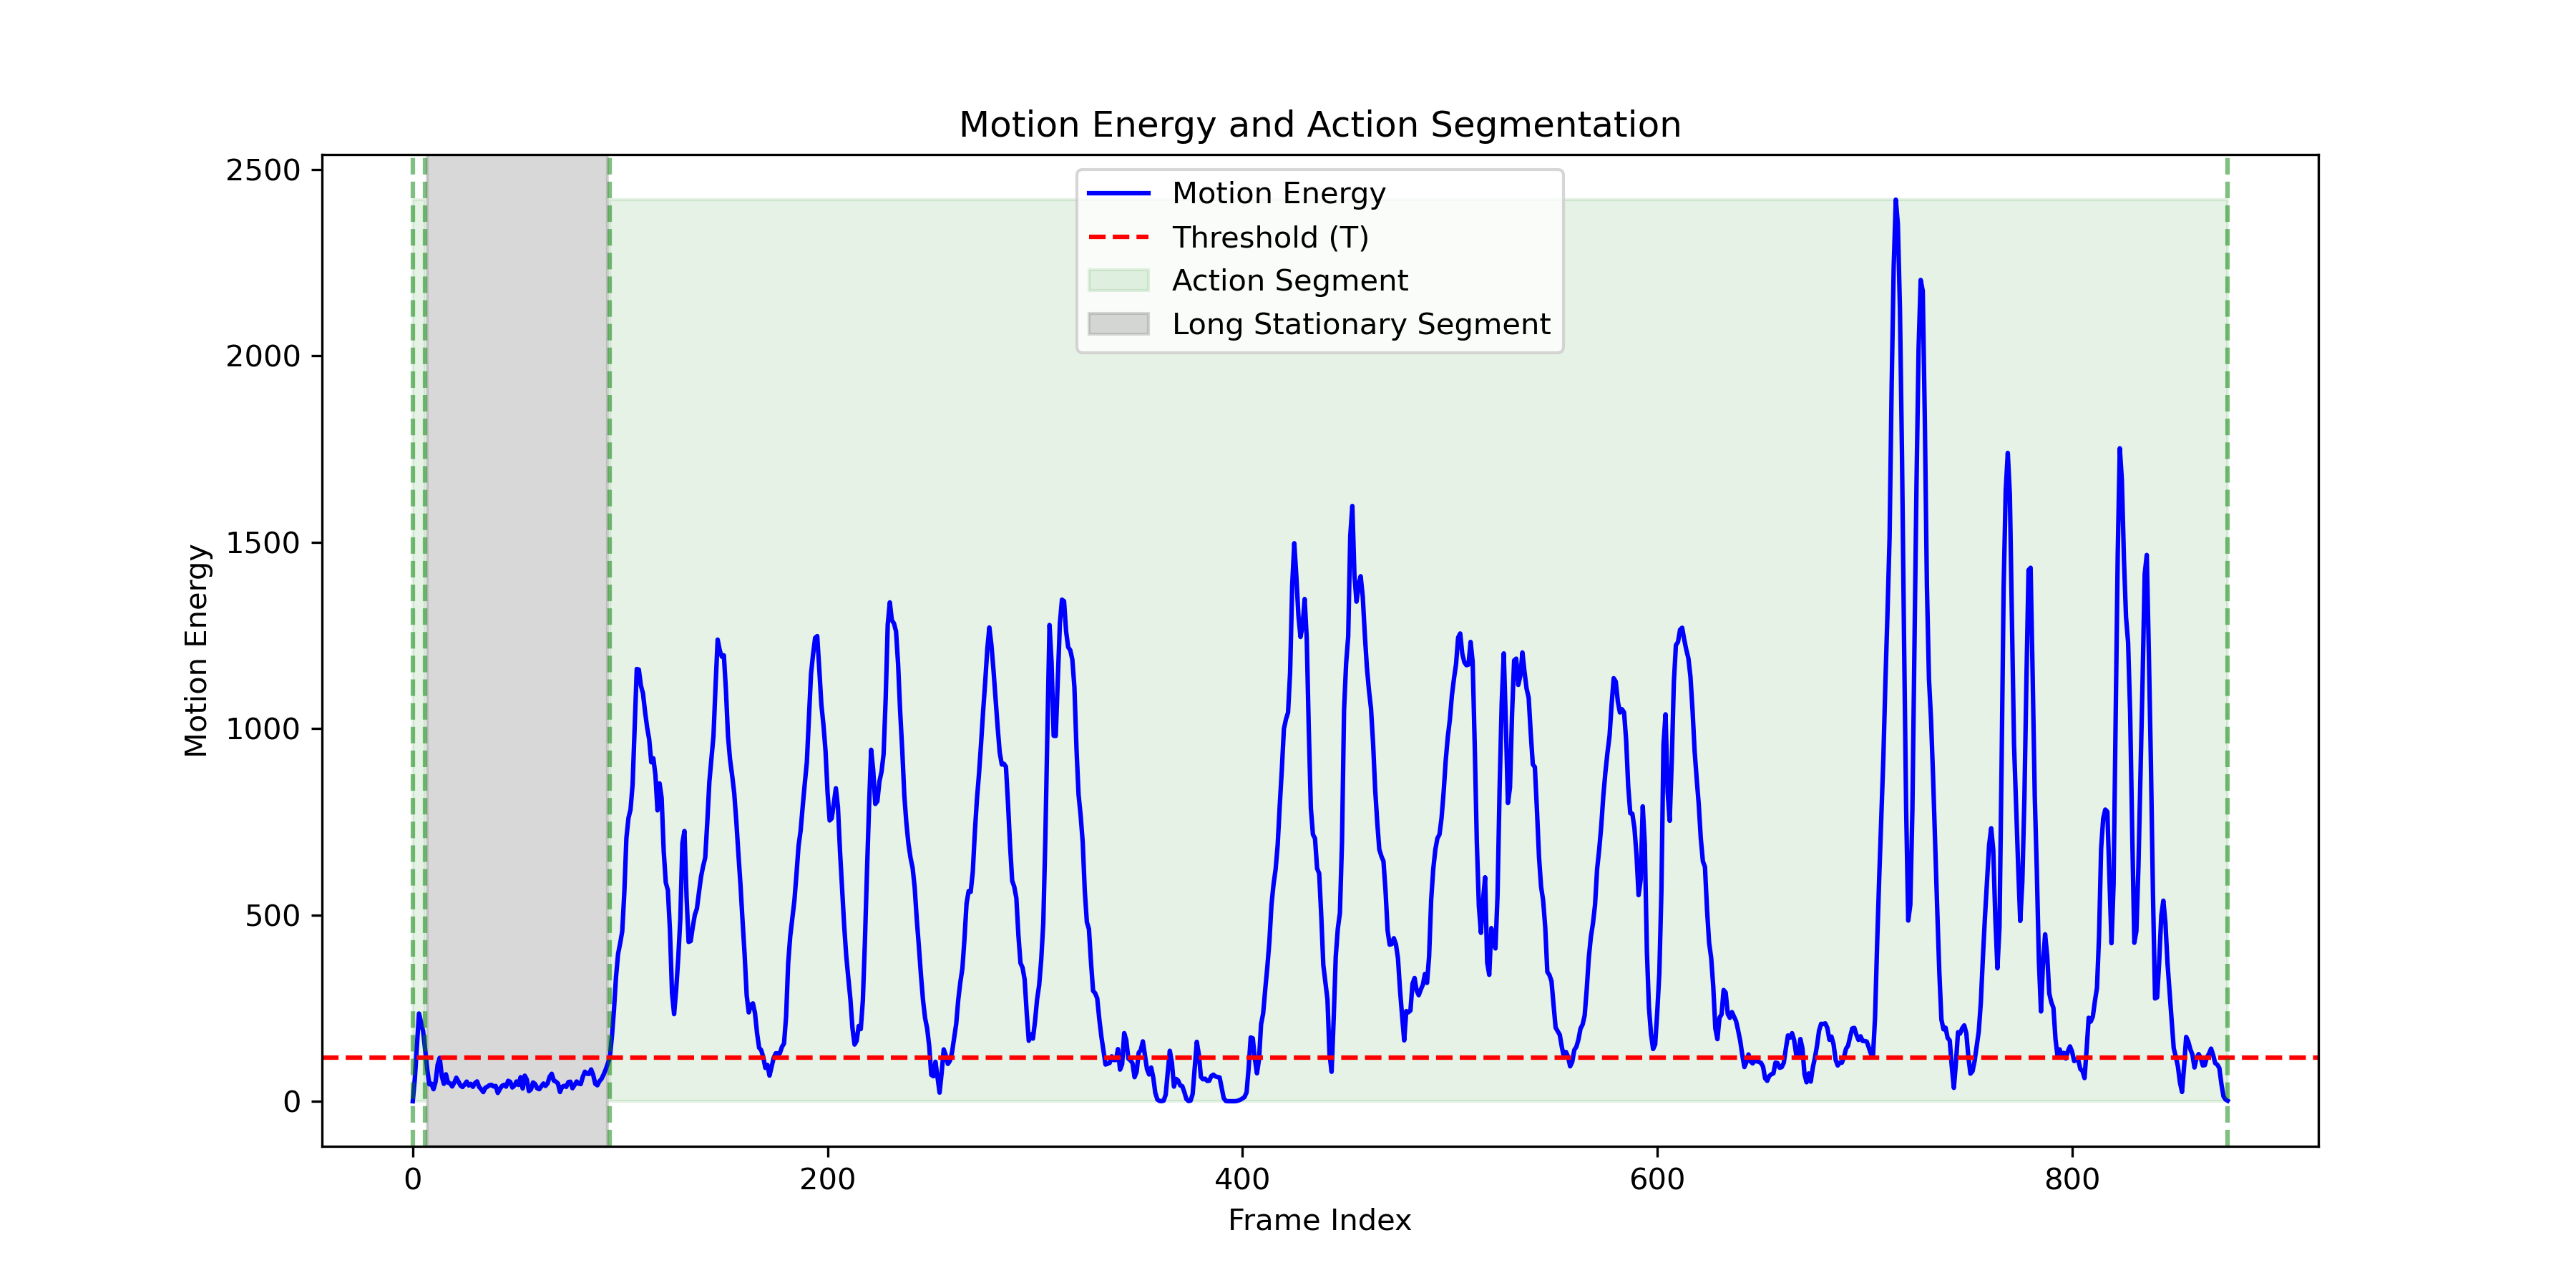 Motion Energy and Action Segmentation
Motion Energy
Threshold (T)
Action Segment
Long Stationary Segment
Motion Energy
2500
2000
1500
1000
500
0
0 200 400 600 800
Frame Index